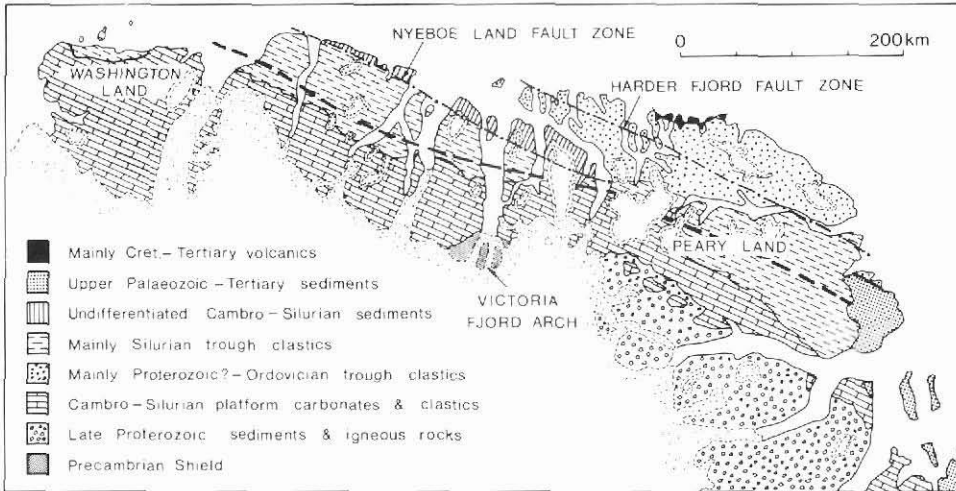 NYEBOE LAND FAULT ZONE
0 200km
WASHINGTON
LAND
HARDER FJORD FAULT ZONE
PEARY LAND
VICTORIA
FJORD ARCH
Mainly Cret.-Tertiary volcanics
Upper Palaeozoic-Tertiary sediments
Undifferentiated Cambro-Silurian sediments
Mainly Silurian trough clastics
Mainly Proterozoic?-Ordovician trough clastics
Cambro-Silurian platform carbonates & clastics
Late Proterozoic sediments & igneous rocks
Precambrian Shield